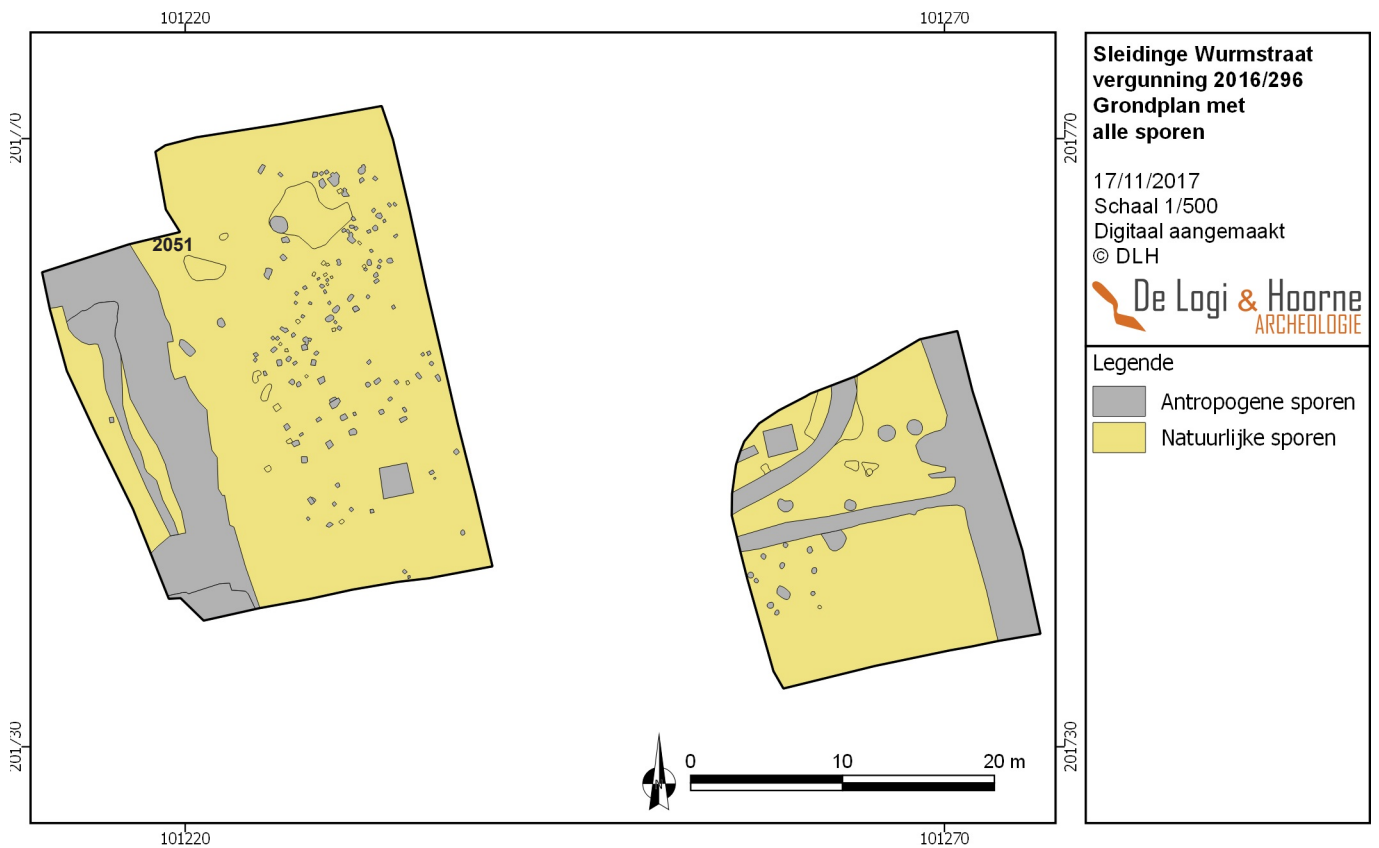 101220
101270
201770
201770
2051
201730
201730
0
10
20 m
N
101220
101270
Sleidinge Wurmstraat
vergunning 2016/296
Grondplan met
alle sporen
17/11/2017
Schaal 1/500
Digitaal aangemaakt
© DLH
De Logi & Hoorne
ARCHEOLOGIE
Legende
Antropogene sporen
Natuurlijke sporen